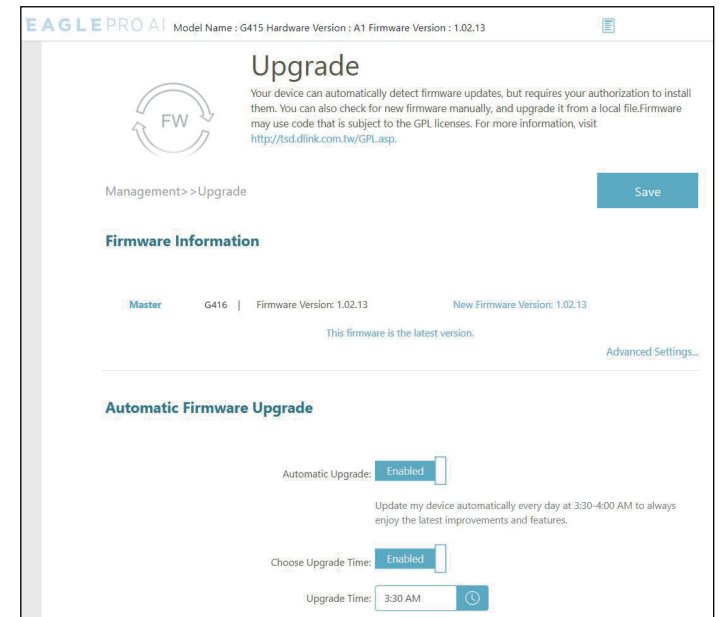 EAGLE PRO AI Model Name : G415 Hardware Version : A1 Firmware Version : 1.02.13
Upgrade
Your device can automatically detect firmware updates, but requires your authorization to install
them. You can also check for new firmware manually, and upgrade it from a local file.Firmware
may use code that is subject to the GPL licenses. For more information, visit
http://tsd.dlink.com.tw/GPL.asp.
FW
Management>>Upgrade
Save
Firmware Information
Master G416 | Firmware Version: 1.02.13 New Firmware Version: 1.02.13
This firmware is the latest version.
Advanced Settings...
Automatic Firmware Upgrade
Automatic Upgrade: Enabled
Update my device automatically every day at 3:30-4:00 AM to always
enjoy the latest improvements and features.
Choose Upgrade Time: Enabled
Upgrade Time: 3:30 AM